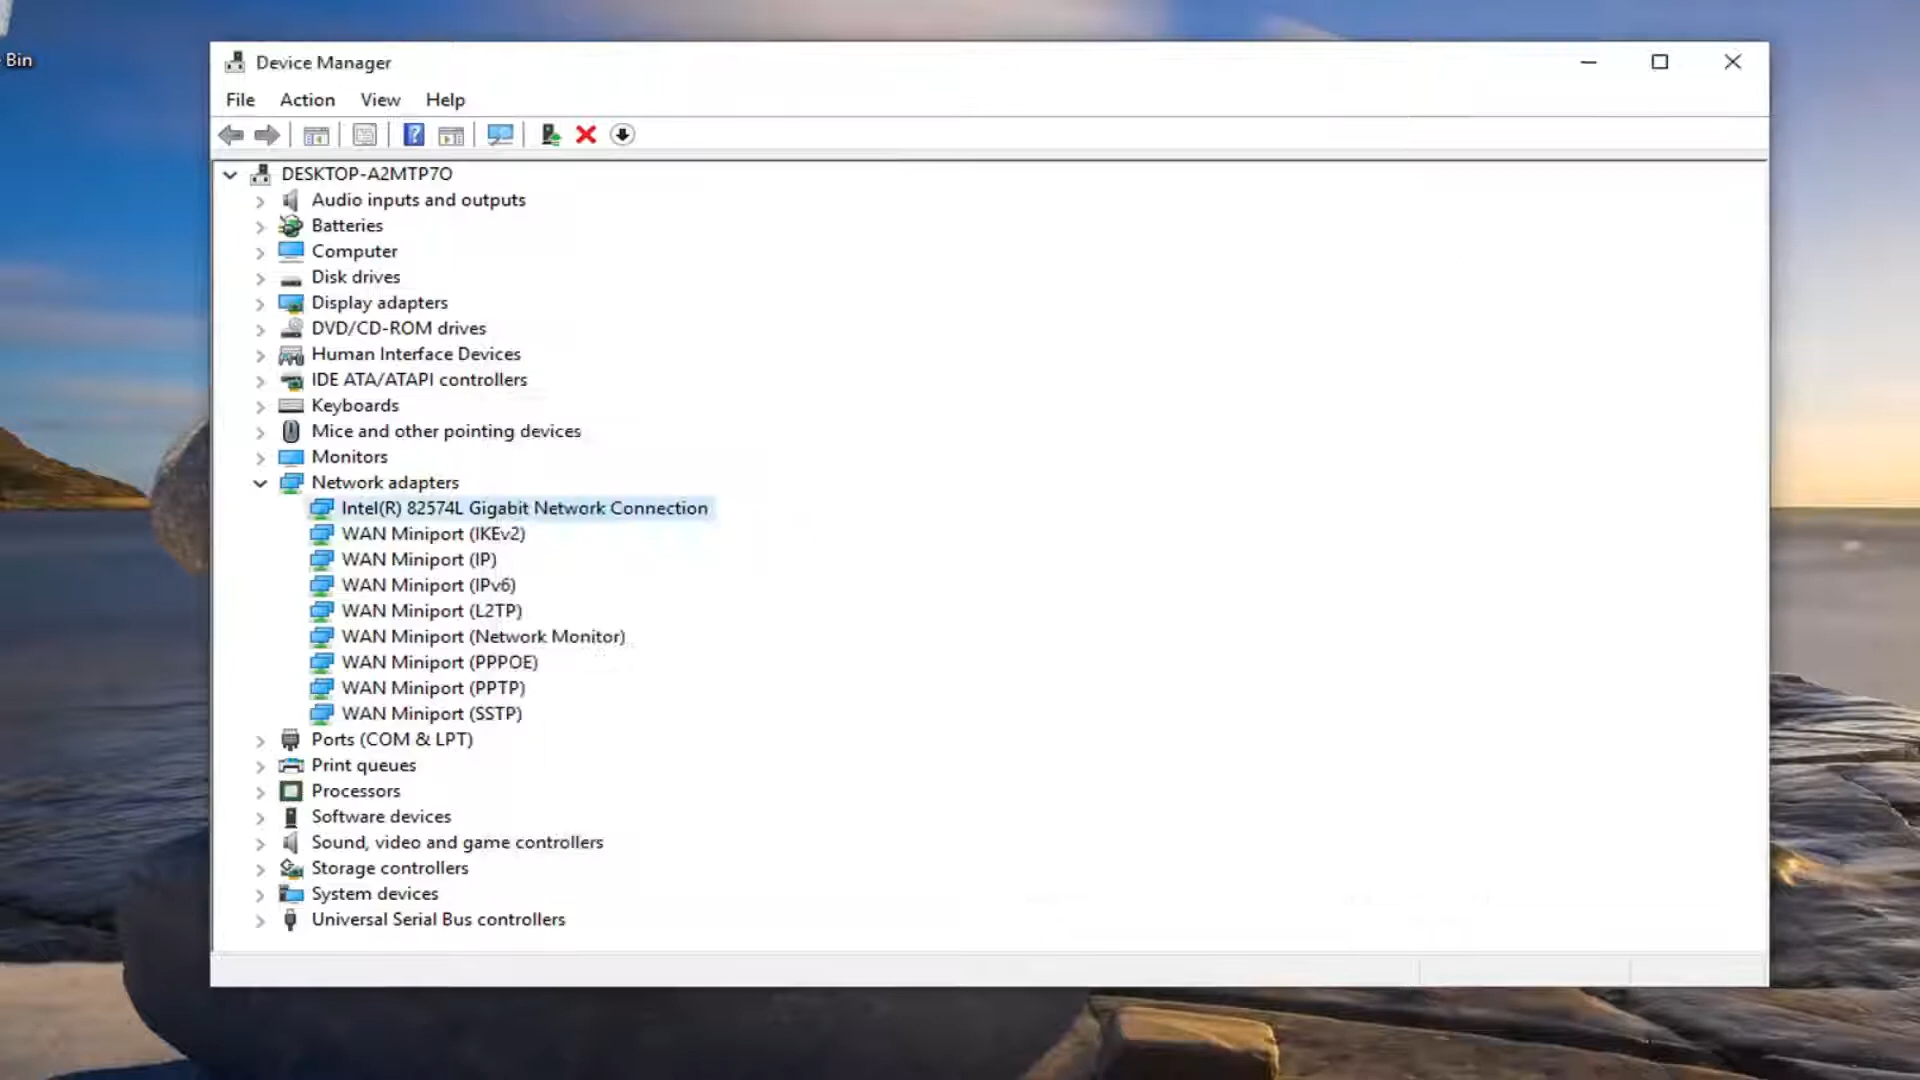 Bin
Device Manager
File Action View Help
DESKTOP-A2MTP7O
Audio inputs and outputs
Batteries
Computer
Disk drives
Display adapters
DVD/CD-ROM drives
Human Interface Devices
IDE ATA/ATAPI controllers
Keyboards
Mice and other pointing devices
Monitors
Network adapters
Intel(R) 82574L Gigabit Network Connection
WAN Miniport (IKEv2)
WAN Miniport (IP)
WAN Miniport (IPv6)
WAN Miniport (L2TP)
WAN Miniport (Network Monitor)
WAN Miniport (PPPOE)
WAN Miniport (PPTP)
WAN Miniport (SSTP)
Ports (COM & LPT)
Print queues
Processors
Software devices
Sound, video and game controllers
Storage controllers
System devices
Universal Serial Bus controllers